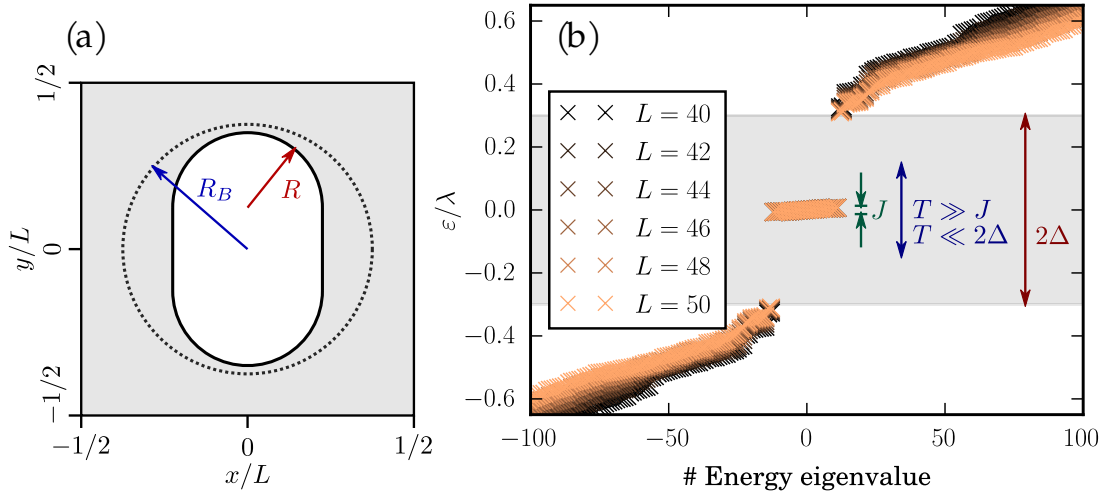 (a)
1/2
0
−1/2
y/L
−1/2
0
1/2
x/L
R_B
R
(b)
0.6
0.4
0.2
0.0
−0.2
−0.4
−0.6
ε/λ
−100
−50
0
50
100
# Energy eigenvalue
L = 40
L = 42
L = 44
L = 46
L = 48
L = 50
J
T ≫ J
T ≪ 2Δ
2Δ